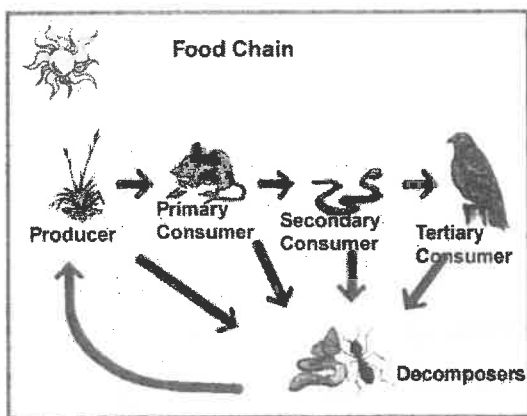 Food Chain
Producer
Primary
Consumer
Secondary
Consumer
Tertiary
Consumer
Decomposers